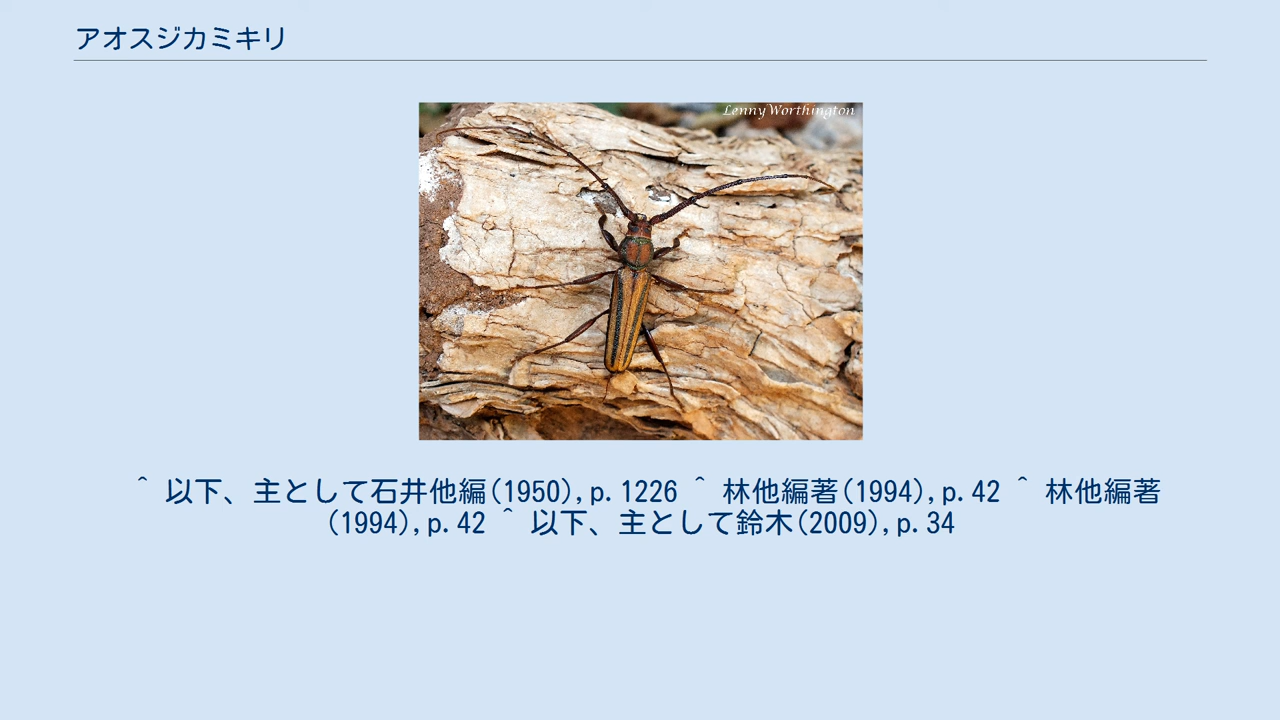 アオスジカミキリ
Lenny Worthington
^ 以下、主として石井他編(1950),p.1226 ^ 林他編著(1994),p.42 ^ 林他編著
(1994),p.42 ^ 以下、主として鈴木(2009),p.34